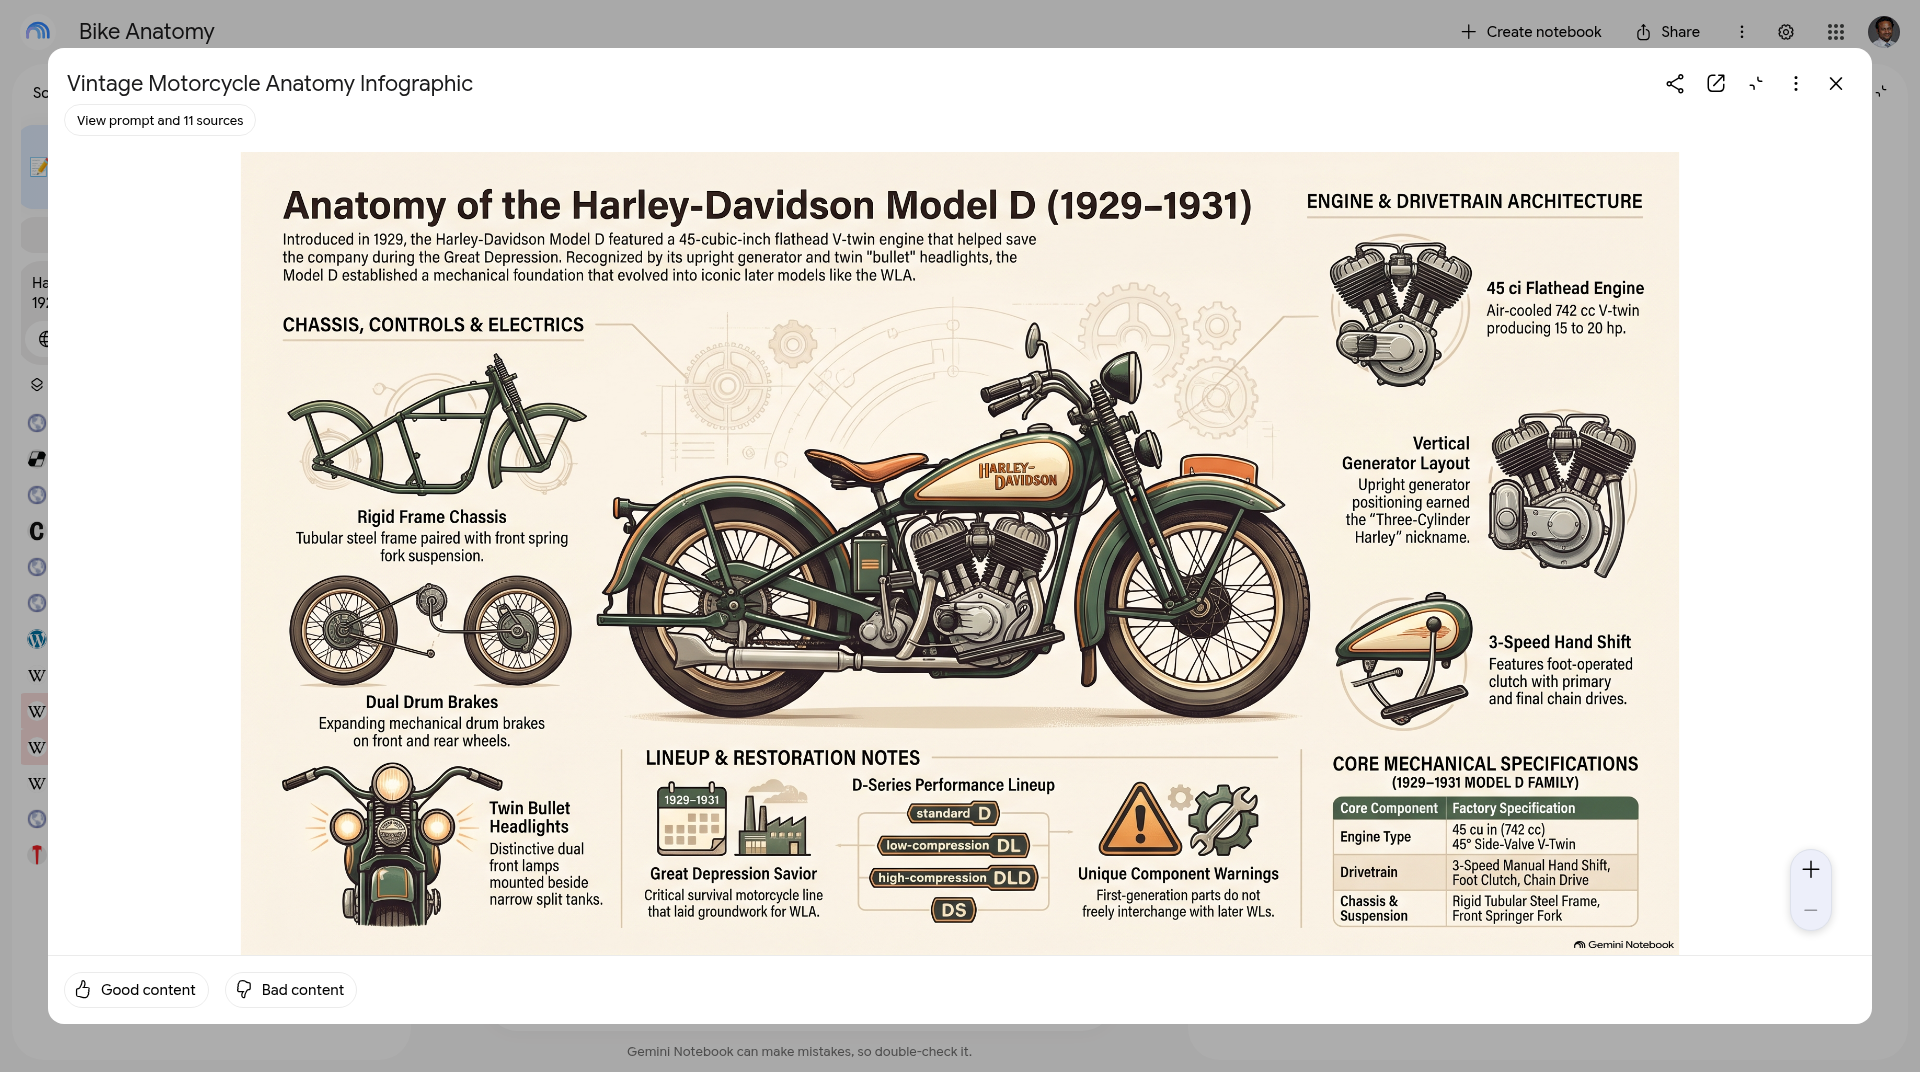 Bike Anatomy
Create notebook
Share
Vintage Motorcycle Anatomy Infographic
View prompt and 11 sources
Sc
Ha
192
Anatomy of the Harley-Davidson Model D (1929–1931)
Introduced in 1929, the Harley-Davidson Model D featured a 45-cubic-inch flathead V-twin engine that helped save
the company during the Great Depression. Recognized by its upright generator and twin "bullet" headlights, the
Model D established a mechanical foundation that evolved into iconic later models like the WLA.
CHASSIS, CONTROLS & ELECTRICS
Rigid Frame Chassis
Tubular steel frame paired with front spring
fork suspension.
Dual Drum Brakes
Expanding mechanical drum brakes
on front and rear wheels.
Twin Bullet
Headlights
Distinctive dual
front lamps
mounted beside
narrow split tanks.
HARLEY-
DAVIDSON
ENGINE & DRIVETRAIN ARCHITECTURE
45 ci Flathead Engine
Air-cooled 742 cc V-twin
producing 15 to 20 hp.
Vertical
Generator Layout
Upright generator
positioning earned
the “Three-Cylinder
Harley” nickname.
3-Speed Hand Shift
Features foot-operated
clutch with primary
and final chain drives.
LINEUP & RESTORATION NOTES
1929–1931
Great Depression Savior
Critical survival motorcycle line
that laid groundwork for WLA.
D-Series Performance Lineup
standard D
low-compression DL
high-compression DLD
DS
Unique Component Warnings
First-generation parts do not
freely interchange with later WLs.
CORE MECHANICAL SPECIFICATIONS
(1929–1931 MODEL D FAMILY)
Core Component Factory Specification
Engine Type 45 cu in (742 cc)
45° Side-Valve V-Twin
Drivetrain 3-Speed Manual Hand Shift,
Foot Clutch, Chain Drive
Chassis & Suspension Rigid Tubular Steel Frame,
Front Springer Fork
Gemini Notebook
Good content
Bad content
Gemini Notebook can make mistakes, so double-check it.